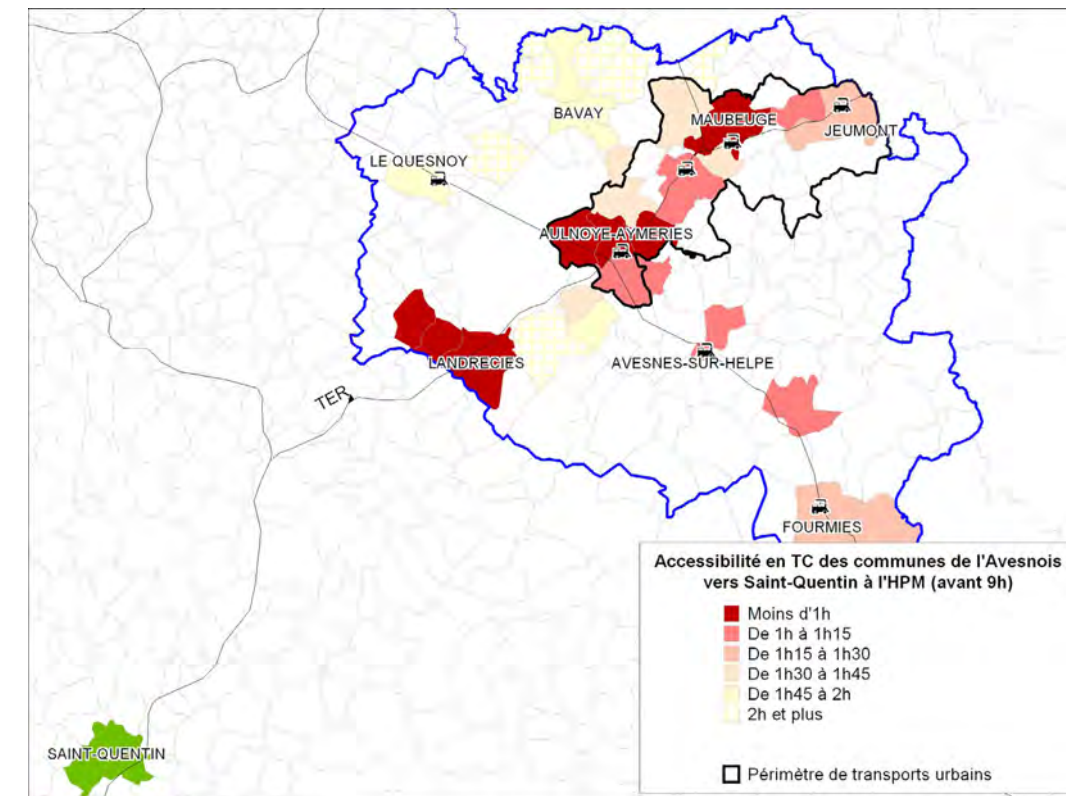 BAVAY
MAUBEUGE
JEUMONT
LE QUESNOY
AULNOYE-AYMERIES
LANDRECIES
AVESNES-SUR-HELPE
TER
FOURMIES
SAINT-QUENTIN
Accessibilité en TC des communes de l'Avesnois
vers Saint-Quentin à l'HPM (avant 9h)
Moins d'1h
De 1h à 1h15
De 1h15 à 1h30
De 1h30 à 1h45
De 1h45 à 2h
2h et plus
Périmètre de transports urbains